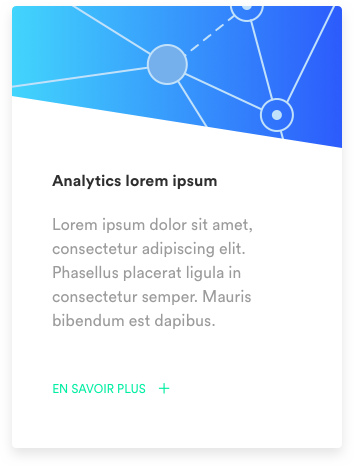 Analytics lorem ipsum
Lorem ipsum dolor sit amet,
consectetur adipiscing elit.
Phasellus placerat ligula in
consectetur semper. Mauris
bibendum est dapibus.
EN SAVOIR PLUS +